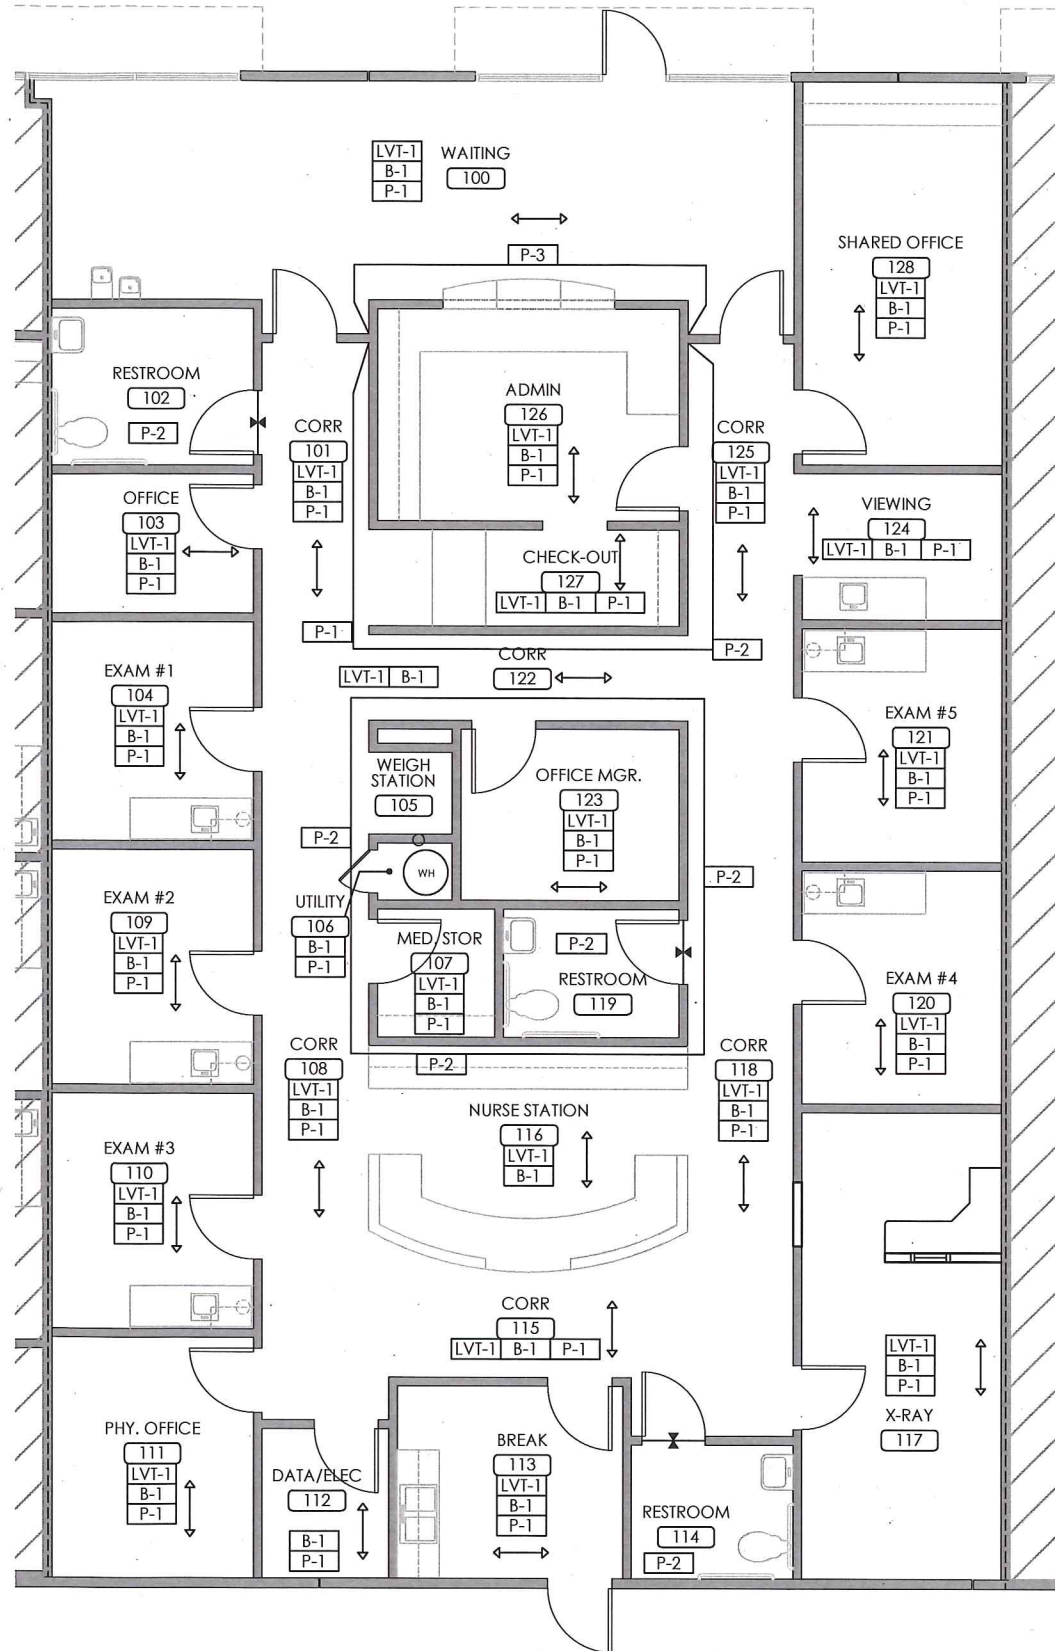 LVT-1 WAITING
B-1 100
P-1
P-3
SHARED OFFICE
128
LVT-1
B-1
P-1
RESTROOM
102
P-2
ADMIN
126
LVT-1
B-1
P-1
CORR
101
LVT-1
B-1
P-1
CORR
125
LVT-1
B-1
P-1
OFFICE
103
LVT-1
B-1
P-1
VIEWING
124
LVT-1 B-1 P-1
CHECK-OUT
127
LVT-1 B-1 P-1
P-1
P-2
CORR
122
LVT-1 B-1
EXAM #1
104
LVT-1
B-1
P-1
EXAM #5
121
LVT-1
B-1
P-1
WEIGH
STATION
105
OFFICE MGR.
123
LVT-1
B-1
P-1
P-2
WH
P-2
EXAM #2
109
LVT-1
B-1
P-1
UTILITY
106
B-1
P-1
MED. STOR
107
LVT-1
B-1
P-1
P-2
RESTROOM
119
EXAM #4
120
LVT-1
B-1
P-1
CORR
108
LVT-1
B-1
P-1
P-2
CORR
118
LVT-1
B-1
P-1
NURSE STATION
116
LVT-1
B-1
EXAM #3
110
LVT-1
B-1
P-1
CORR
115
LVT-1 B-1 P-1
LVT-1
B-1
P-1
X-RAY
117
PHY. OFFICE
111
LVT-1
B-1
P-1
DATA/ELEC
112
B-1
P-1
BREAK
113
LVT-1
B-1
P-1
RESTROOM
114
P-2